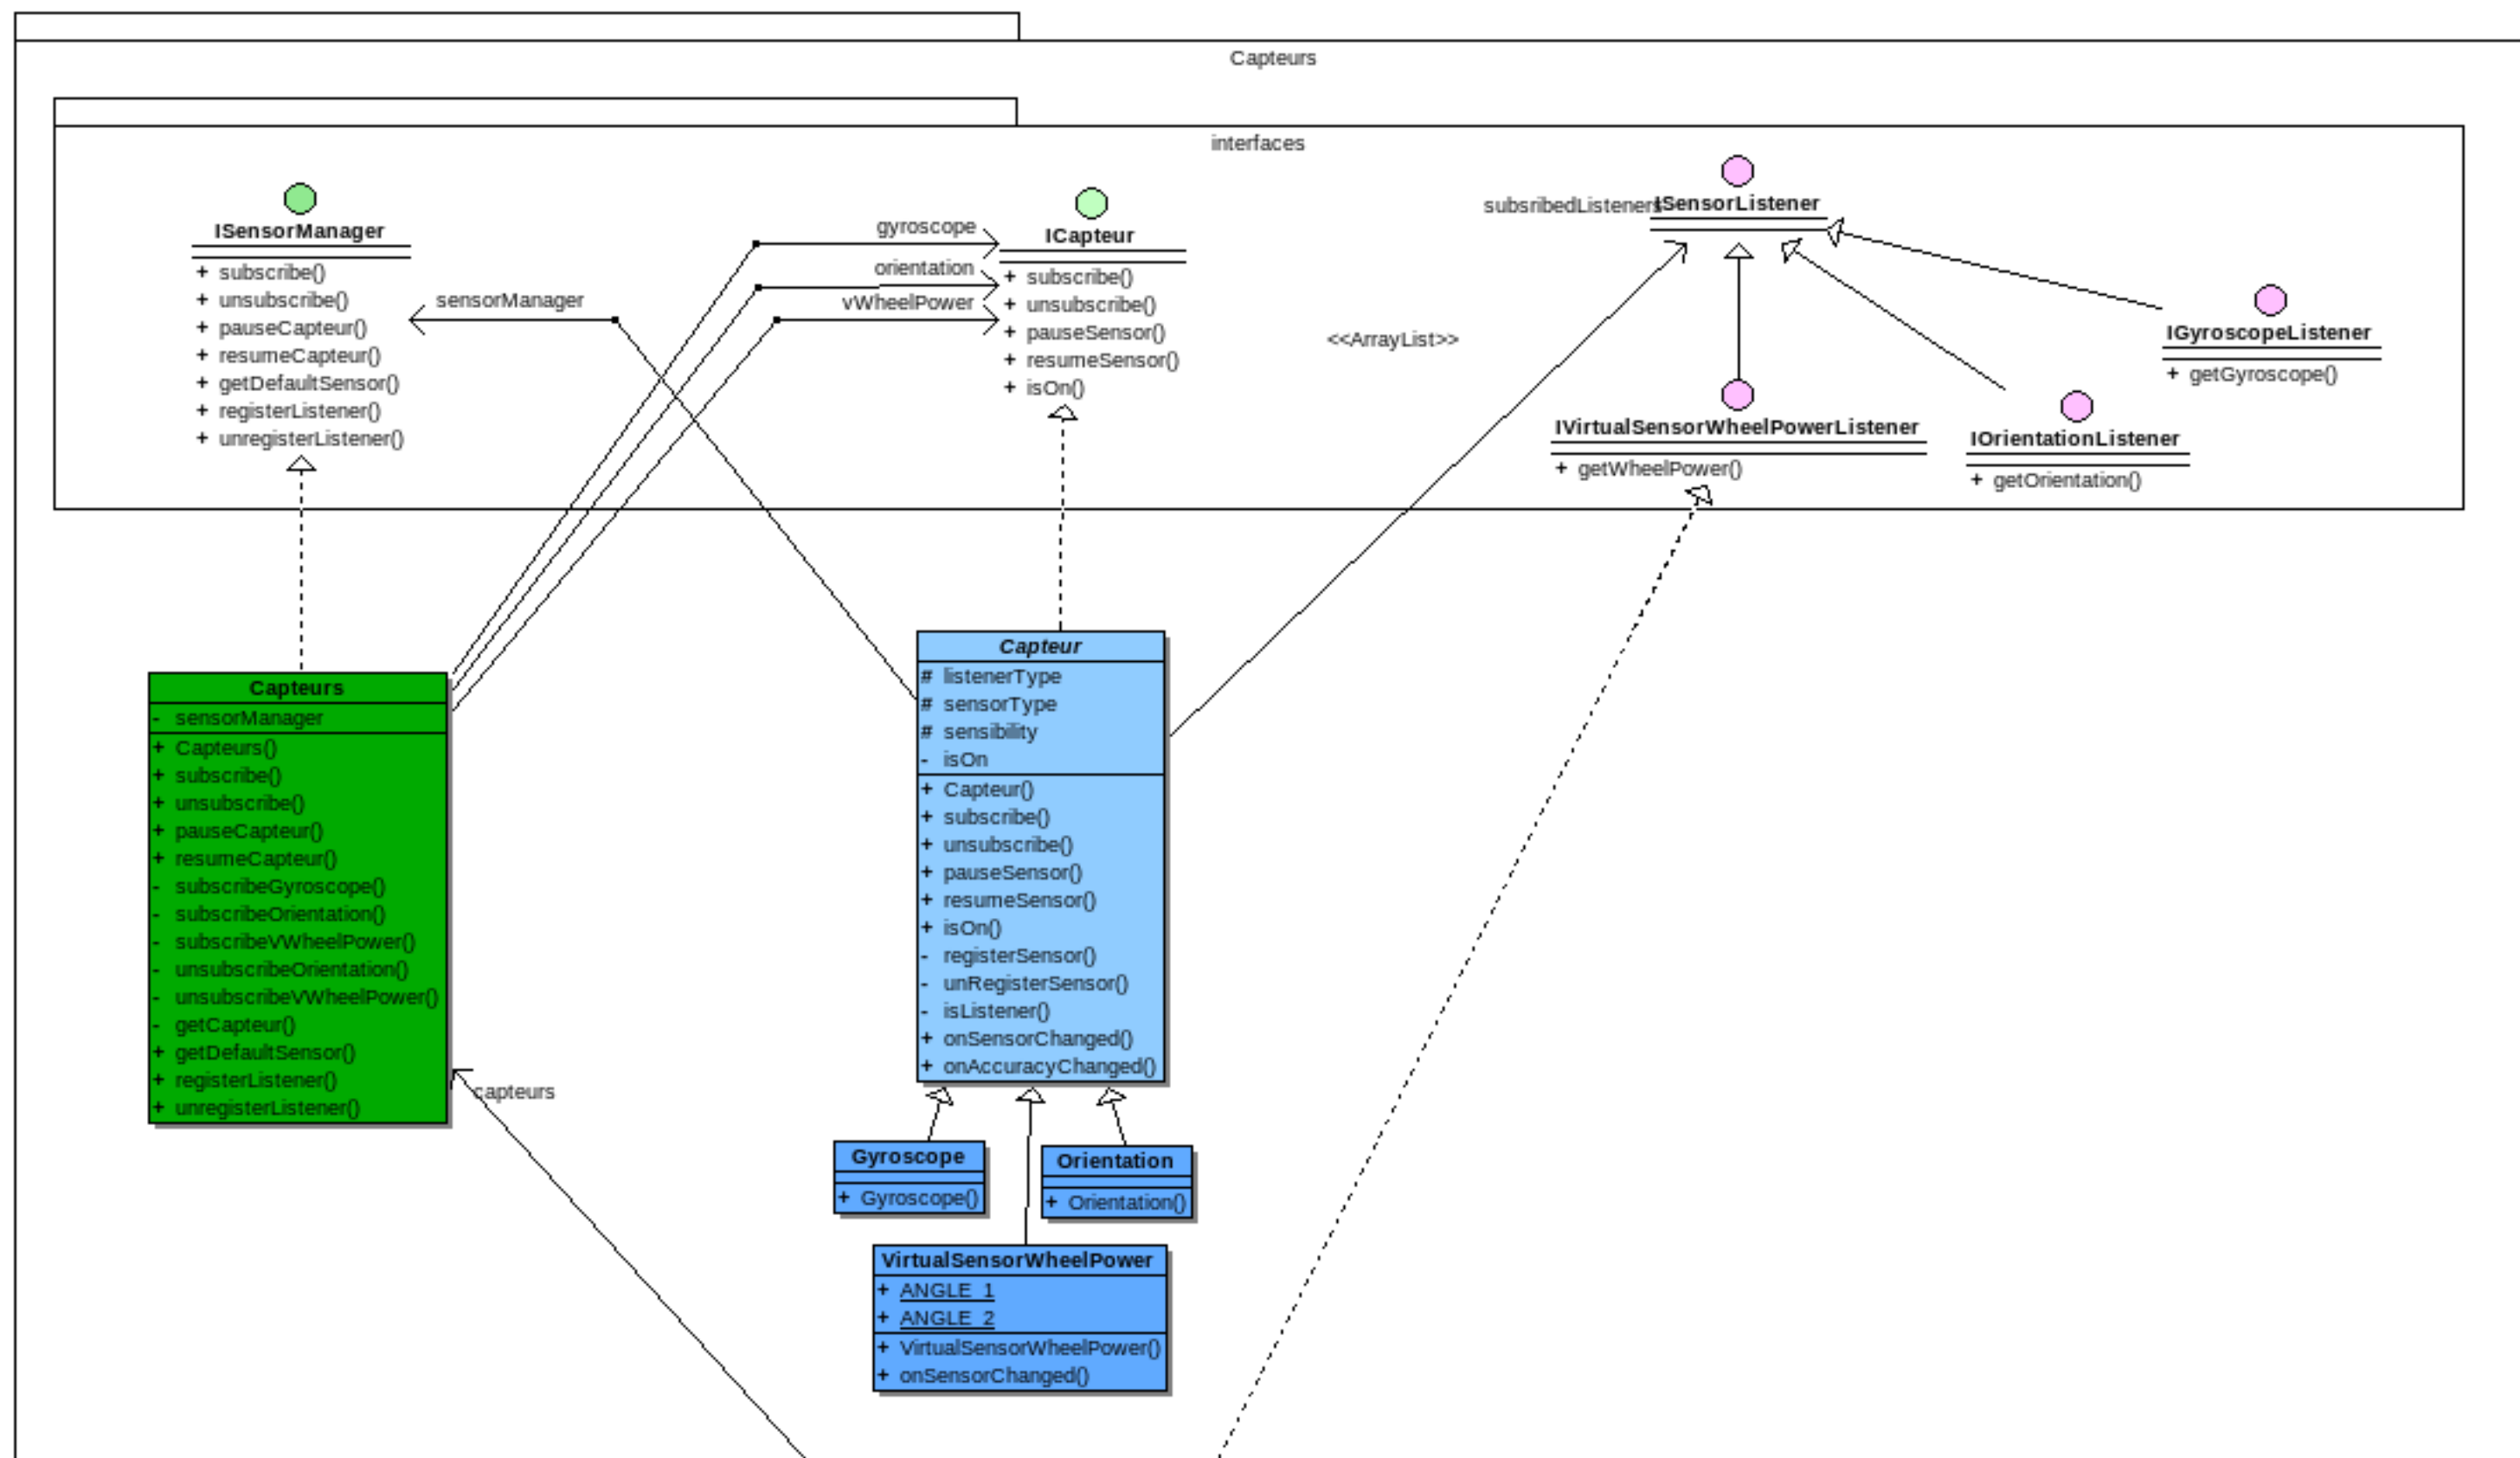 Capteurs
interfaces
ISensorManager
+ subscribe()
+ unsubscribe()
+ pauseCapteur()
+ resumeCapteur()
+ getDefaultSensor()
+ registerListener()
+ unregisterListener()
sensorManager
gyroscope
orientation
vWheelPower
ICapteur
+ subscribe()
+ unsubscribe()
+ pauseSensor()
+ resumeSensor()
+ isOn()
<<ArrayList>>
subsribedListeners
ISensorListener
IGyroscopeListener
+ getGyroscope()
IVirtualSensorWheelPowerListener
+ getWheelPower()
IOrientationListener
+ getOrientation()
Capteurs
- sensorManager
+ Capteurs()
+ subscribe()
+ unsubscribe()
+ pauseCapteur()
+ resumeCapteur()
- subscribeGyroscope()
- subscribeOrientation()
- subscribeVWheelPower()
- unsubscribeOrientation()
- unsubscribeVWheelPower()
- getCapteur()
+ getDefaultSensor()
+ registerListener()
+ unregisterListener()
capteurs
Capteur
# listenerType
# sensorType
# sensibility
- isOn
+ Capteur()
+ subscribe()
+ unsubscribe()
+ pauseSensor()
+ resumeSensor()
+ isOn()
- registerSensor()
- unRegisterSensor()
- isListener()
+ onSensorChanged()
+ onAccuracyChanged()
Gyroscope
+ Gyroscope()
Orientation
+ Orientation()
VirtualSensorWheelPower
+ ANGLE_1
+ ANGLE_2
+ VirtualSensorWheelPower()
+ onSensorChanged()